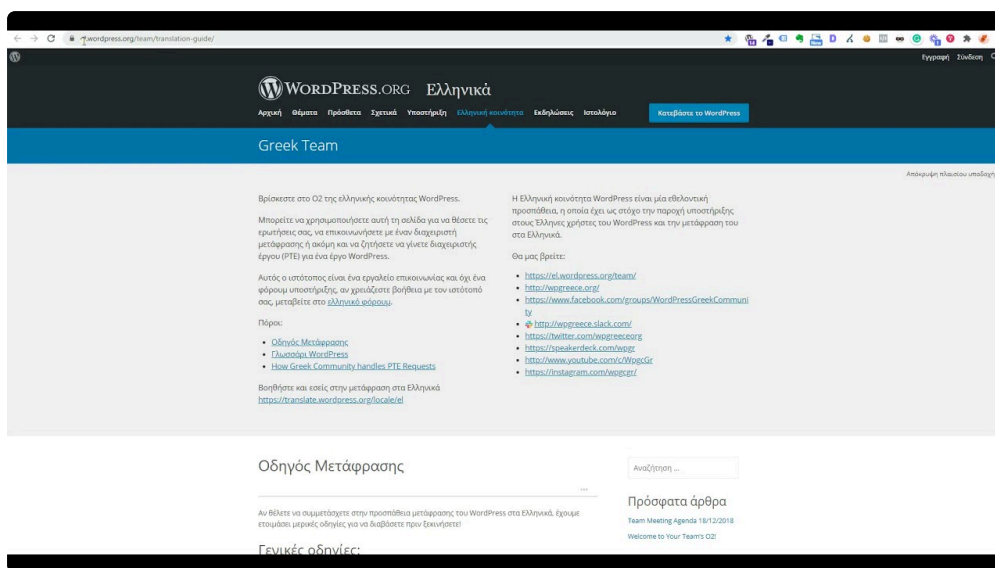 wordpress.org/team/translation-guide/
Εγγραφή Σύνδεση
WORDPRESS.ORG Ελληνικά
Αρχική Θέματα Πρόσθετα Σχετικά Υποστήριξη Ελληνική κοινότητα Εκδηλώσεις Ιστολόγιο Κατεβάστε το WordPress
Greek Team
Απόκρυψη πλαισίου υποδοχή
Βρίσκεστε στο Ο2 της ελληνικής κοινότητας WordPress.
Μπορείτε να χρησιμοποιήσετε αυτή τη σελίδα για να θέσετε τις
ερωτήσεις σας, να επικοινωνήσετε με έναν διαχειριστή
μετάφρασης ή ακόμη και να ζητήσετε να γίνετε διαχειριστής
έργου (PTE) για ένα έργο WordPress.
Αυτός ο ιστότοπος είναι ένα εργαλείο επικοινωνίας και όχι ένα
φόρουμ υποστήριξης, αν χρειάζεστε βοήθεια με τον ιστότοπό
σας, μεταβείτε στο ελληνικό φόρουμ.
Πόροι:
Οδηγός Μετάφρασης
Γλωσσάρι WordPress
How Greek Community handles PTE Requests
Βοηθήστε και εσείς στην μετάφραση στα Ελληνικά
https://translate.wordpress.org/locale/el
Η Ελληνική κοινότητα WordPress είναι μία εθελοντική
προσπάθεια, η οποία έχει ως στόχο την παροχή υποστήριξης
στους Έλληνες χρήστες του WordPress και την μετάφραση του
στα Ελληνικά.
Θα μας βρείτε:
https://el.wordpress.org/team/
http://wpgreece.org/
https://www.facebook.com/groups/WordPressGreekCommuni
ty
http://wpgreece.slack.com/
https://twitter.com/wpgreeceorg
https://speakerdeck.com/wpgr
http://www.youtube.com/c/WpgcGr
https://instagram.com/wpgcgr/
Οδηγός Μετάφρασης
Αν θέλετε να συμμετάσχετε στην προσπάθεια μετάφρασης του WordPress στα Ελληνικά, έχουμε
ετοιμάσει μερικές οδηγίες για να διαβάσετε πριν ξεκινήσετε!
Γενικές οδηγίες:
Αναζήτηση ...
Πρόσφατα άρθρα
Team Meeting Agenda 18/12/2018
Welcome to Your Team's O2!